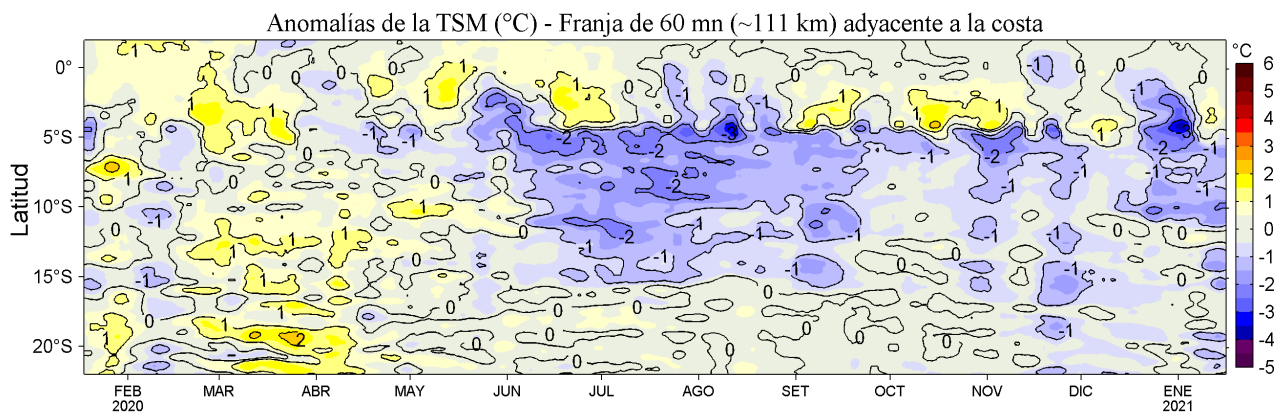 Anomalías de la TSM (°C) - Franja de 60 mn (~111 km) adyacente a la costa
°C
Latitud
0°
5°S
10°S
15°S
20°S
6
5
4
3
2
1
0
-1
-2
-3
-4
-5
FEB MAR ABR MAY JUN JUL AGO SET OCT NOV DIC ENE
2020 2021